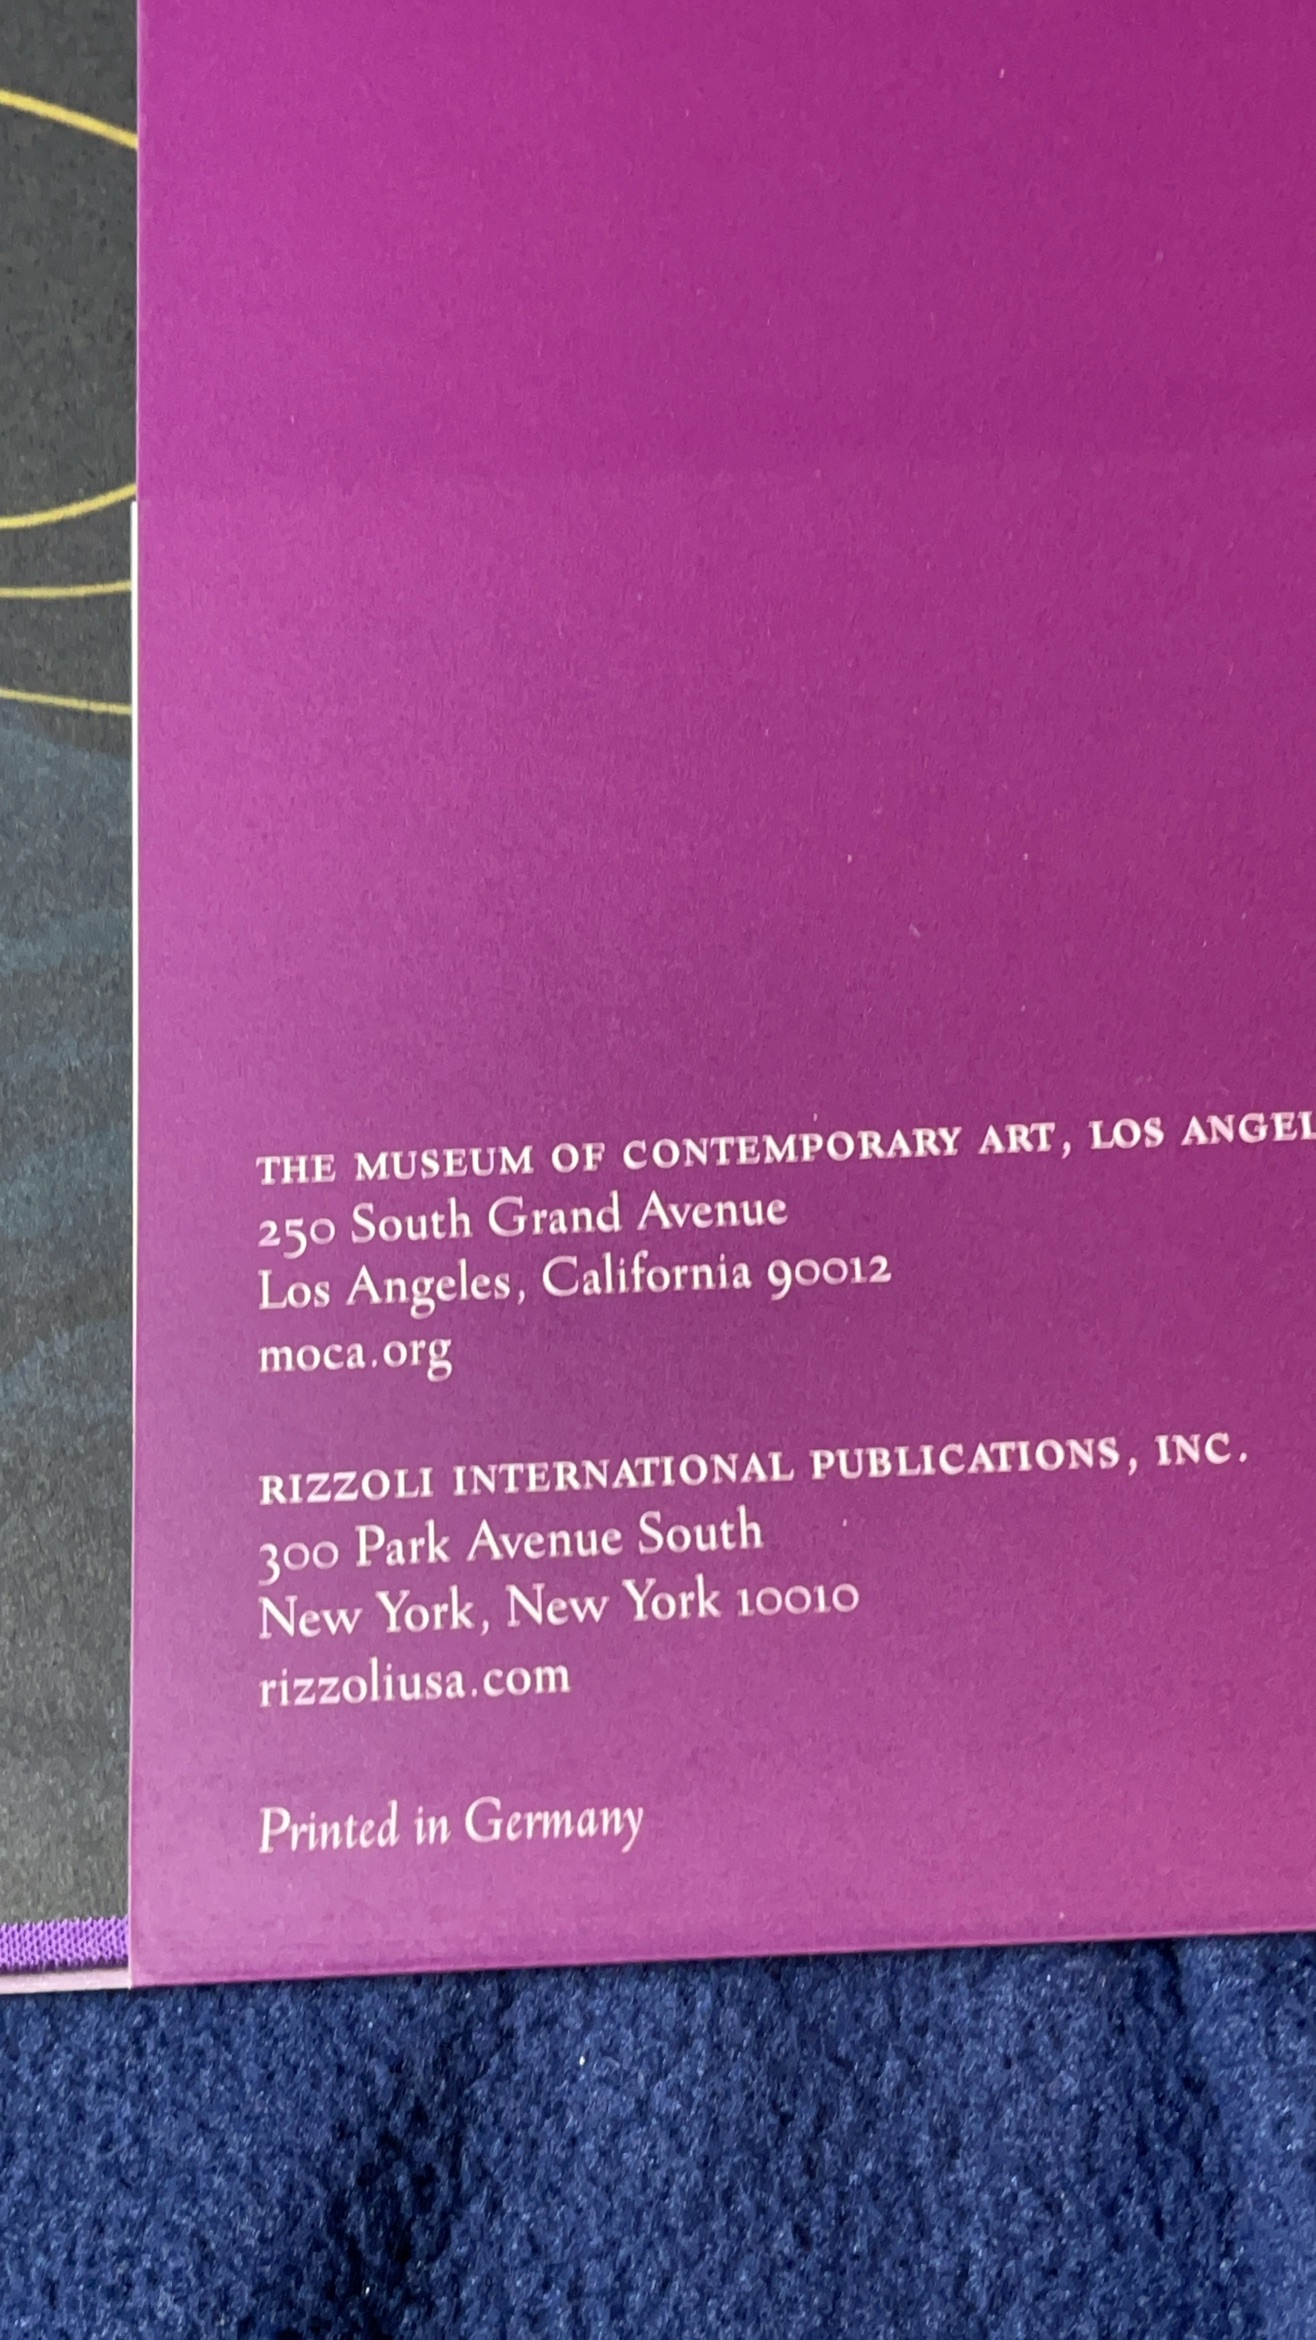 THE MUSEUM OF CONTEMPORARY ART, LOS
250 South Grand Avenue
Los Angeles, California 90012
moca.org
RIZZOLI INTERNATIONAL PUBLICATIONS, INC.
300 Park Avenue South
New York, New York 10010
rizzoliusa.com
Printed in Germany